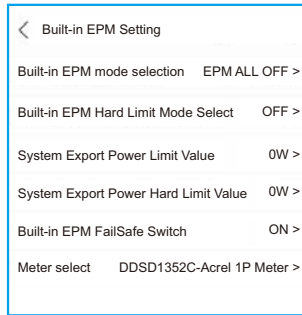 < Built-in EPM Setting
Built-in EPM mode selection EPM ALL OFF >
Built-in EPM Hard Limit Mode Select OFF >
System Export Power Limit Value 0W >
System Export Power Hard Limit Value 0W >
Built-in EPM FailSafe Switch ON >
Meter select DDSD1352C-Acrel 1P Meter >